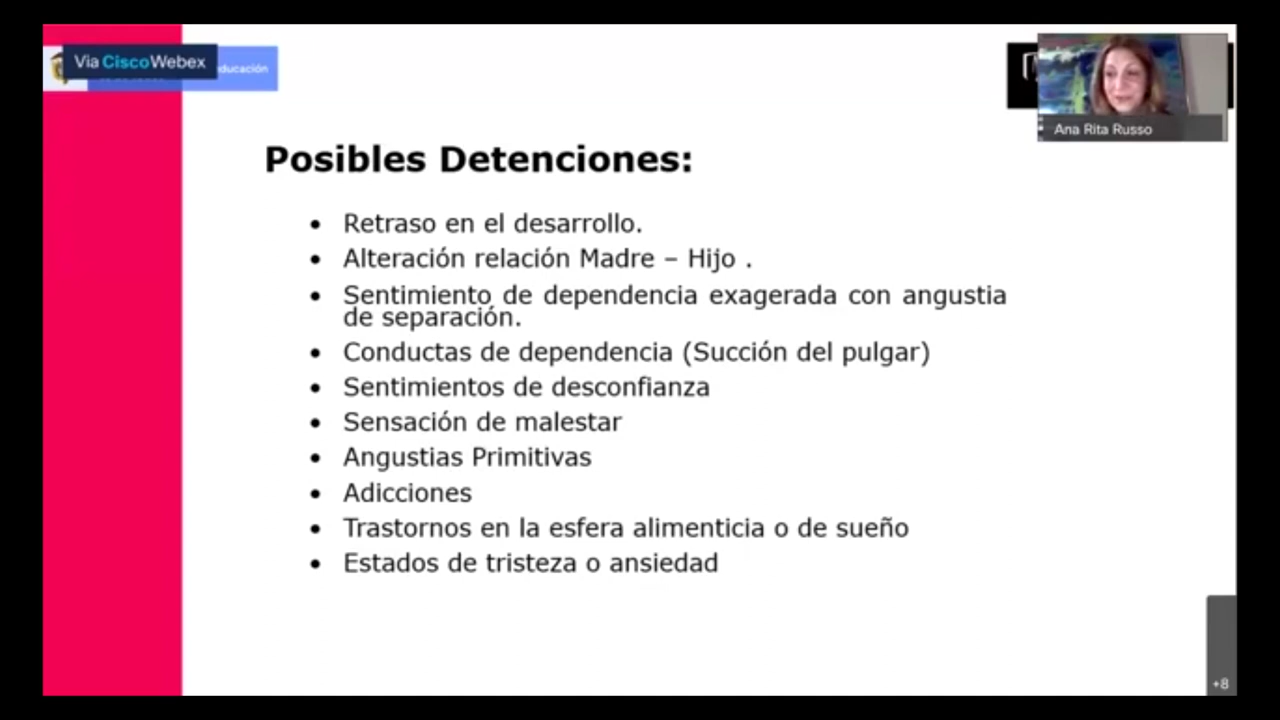 Via CiscoWebex
educación
Ana Rita Russo
Posibles Detenciones:
• Retraso en el desarrollo.
• Alteración relación Madre – Hijo .
• Sentimiento de dependencia exagerada con angustia
de separación.
• Conductas de dependencia (Succión del pulgar)
• Sentimientos de desconfianza
• Sensación de malestar
• Angustias Primitivas
• Adicciones
• Trastornos en la esfera alimenticia o de sueño
• Estados de tristeza o ansiedad
+8